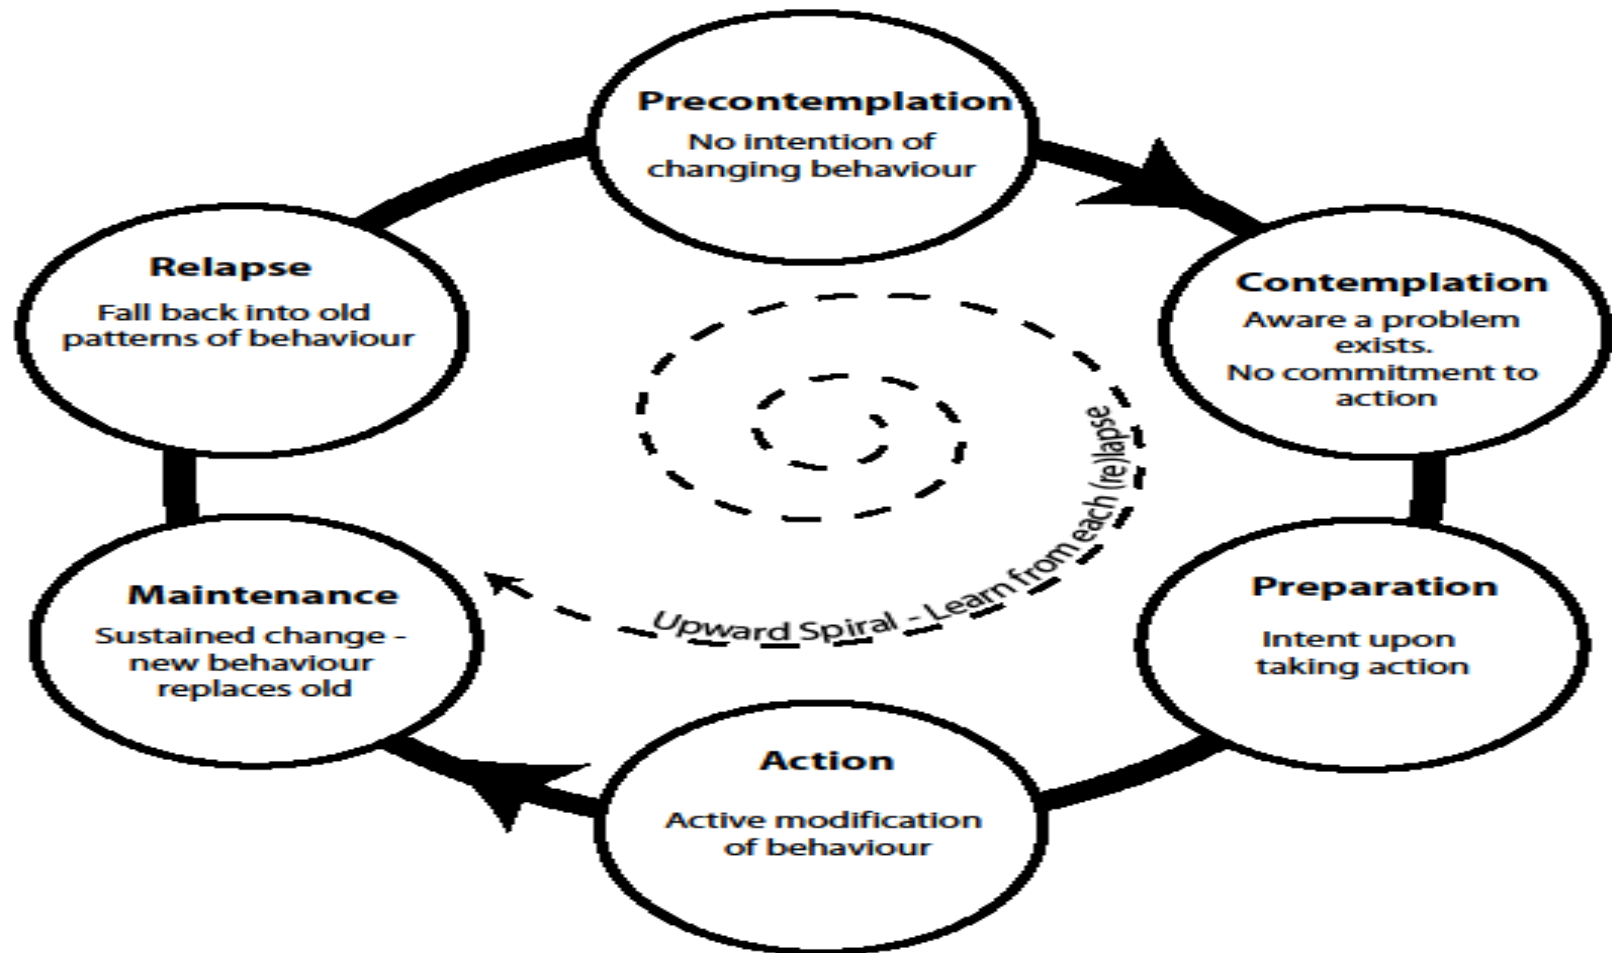 Precontemplation
No intention of
changing behaviour
Contemplation
Aware a problem
exists.
No commitment to
action
Preparation
Intent upon
taking action
Action
Active modification
of behaviour
Maintenance
Sustained change -
new behaviour
replaces old
Relapse
Fall back into old
patterns of behaviour
Upward Spiral - Learn from each (re)lapse